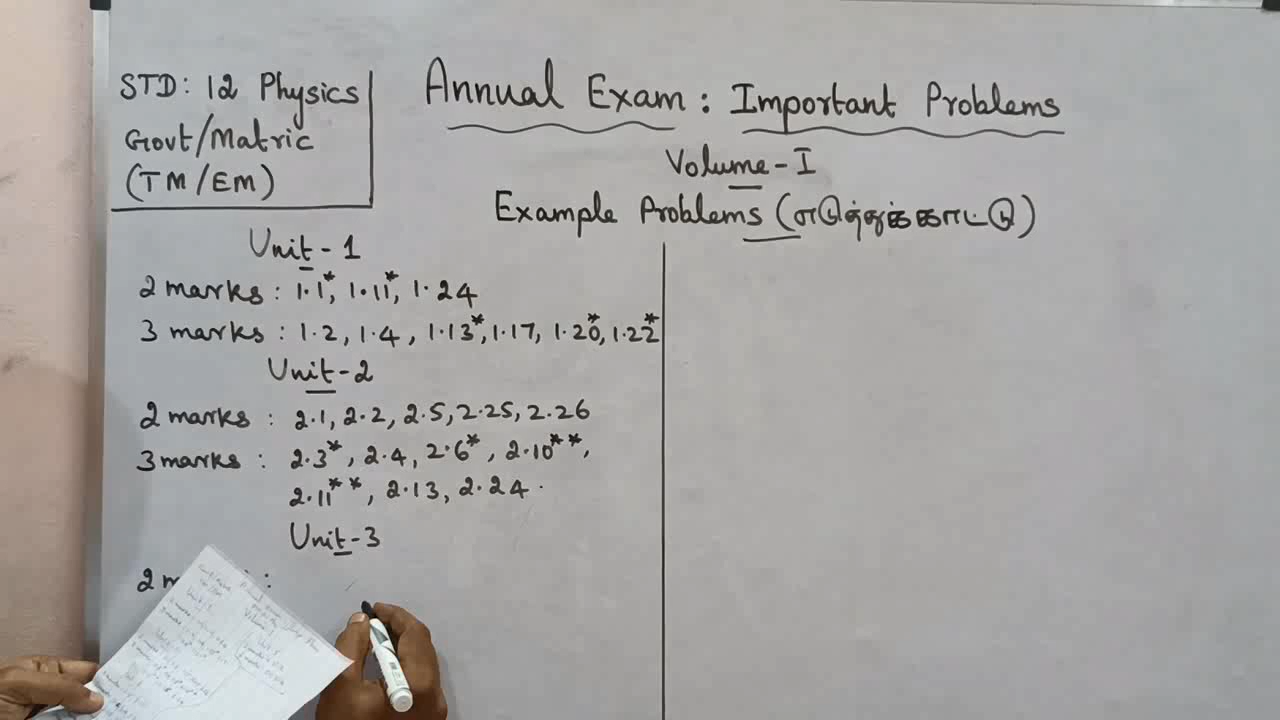 STD: 12 Physics
Govt/Matric
(TM/EM)
Annual Exam: Important Problems
Volume-I
Example Problems (எடுத்துக்காட்டு)
Unit-1
2 marks: 1.1*, 1.11*, 1.24
3 marks: 1.2, 1.4, 1.13*, 1.17, 1.20*, 1.22*
Unit-2
2 marks: 2.1, 2.2, 2.5, 2.25, 2.26
3 marks: 2.3*, 2.4, 2.6*, 2.10**,
2.11**, 2.13, 2.24.
Unit-3
2